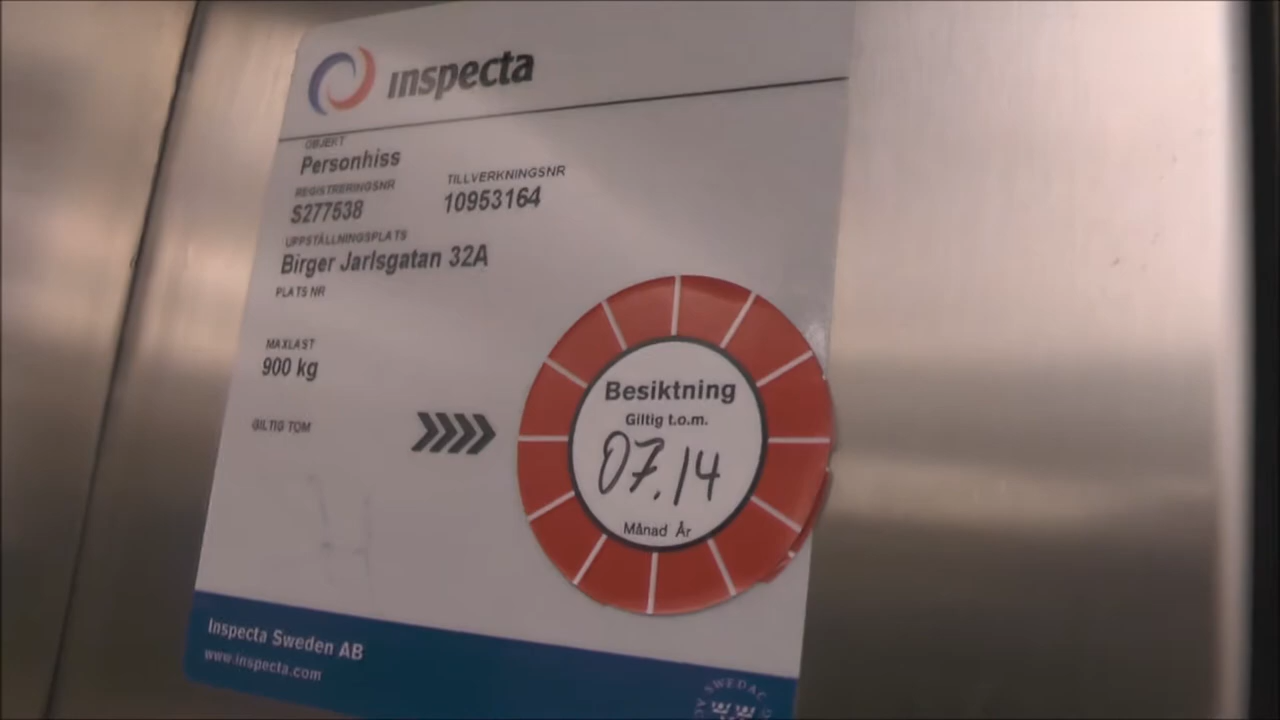 Inspecta
OBJEKT
Personhiss
REGISTRERINGSNR TILLVERKNINGSNR
S277538 10953164
UPPSTÄLLNINGSPLATS
Birger Jarlsgatan 32A
PLATS NR
MAXLAST
900 kg
GILTIG TOM
Besiktning
Giltig t.o.m.
07.14
Månad År
Inspecta Sweden AB
www.inspecta.com
SWEDAC